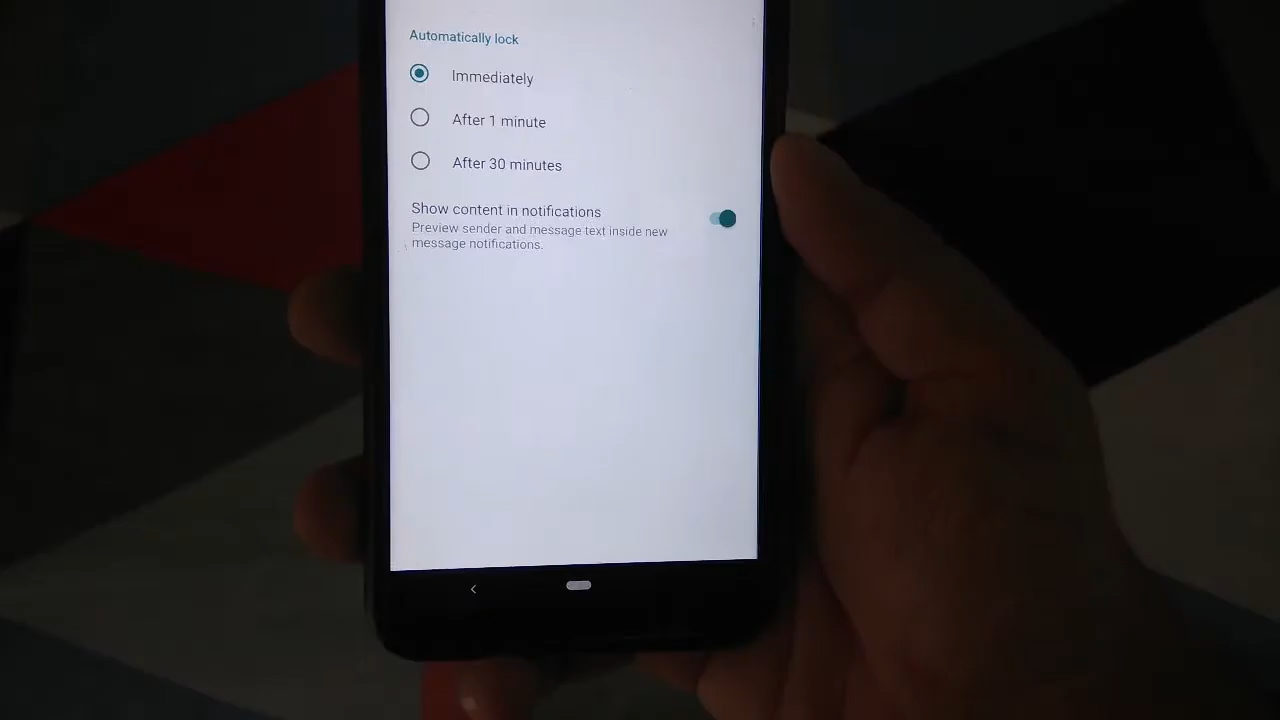 Automatically lock
Immediately
After 1 minute
After 30 minutes
Show content in notifications
Preview sender and message text inside new
message notifications.